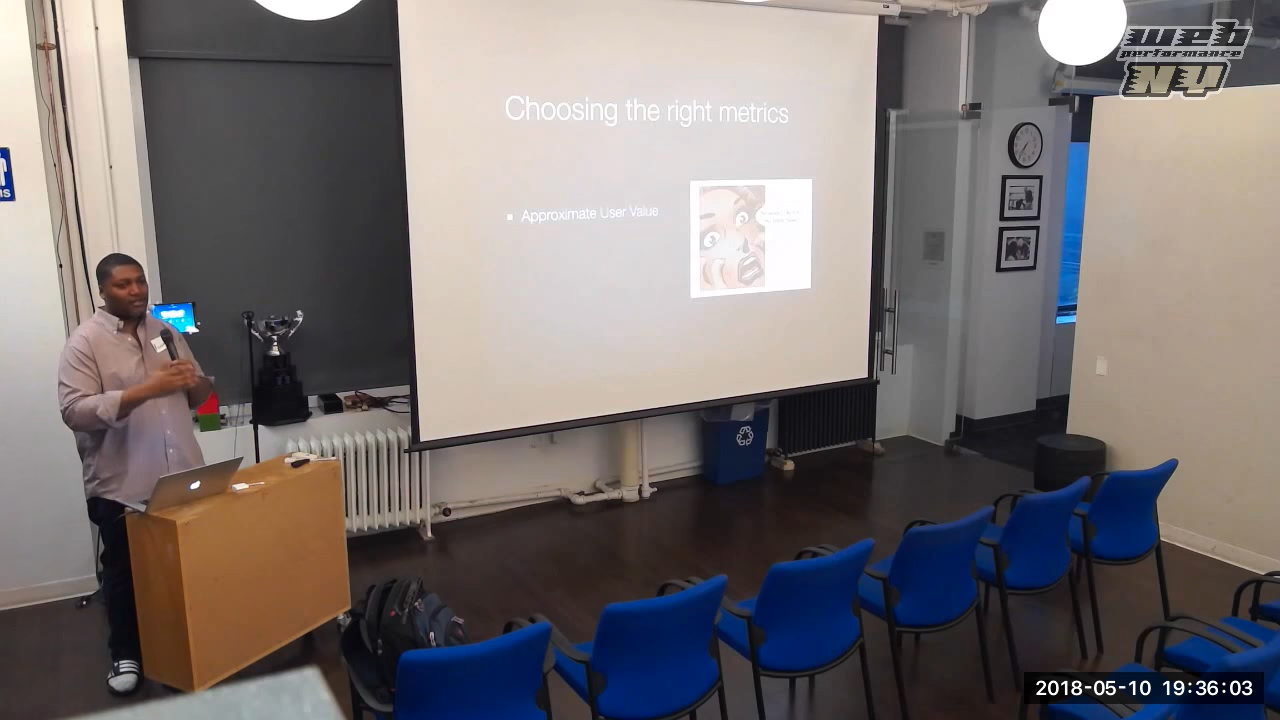 web
performance
NY
Choosing the right metrics
Approximate User Value
2018-05-10 19:36:03